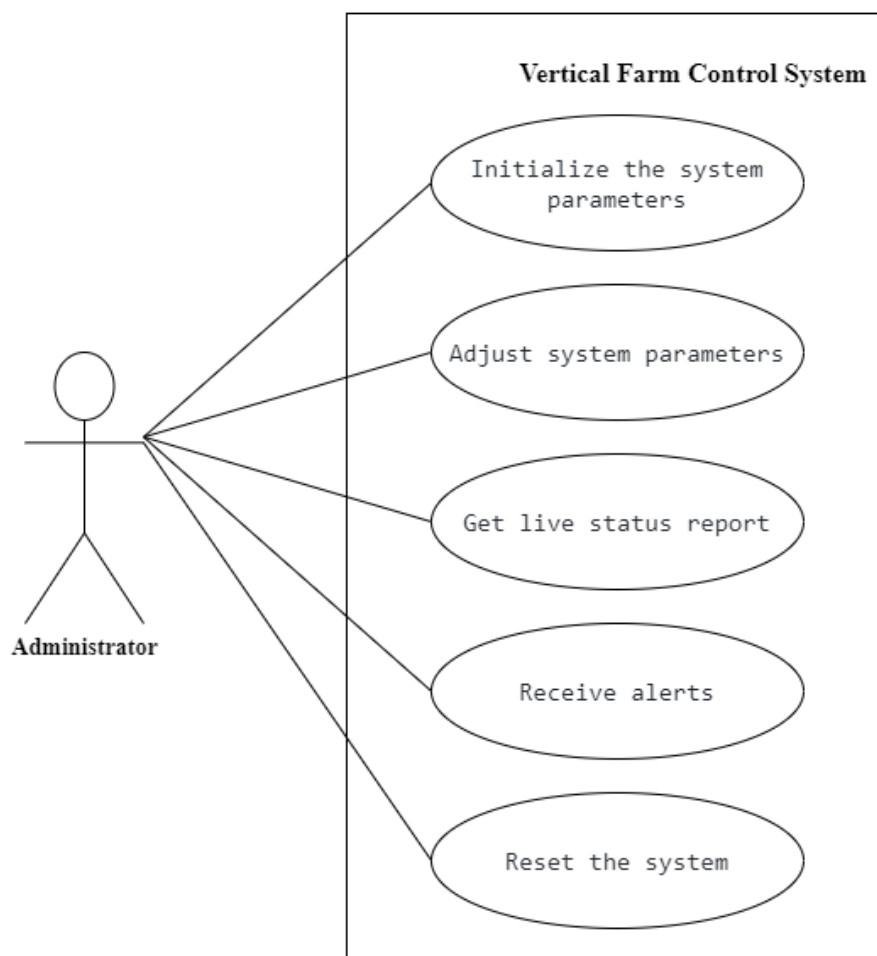 Vertical Farm Control System
Initialize the system
parameters
Adjust system parameters
Get live status report
Administrator
Receive alerts
Reset the system